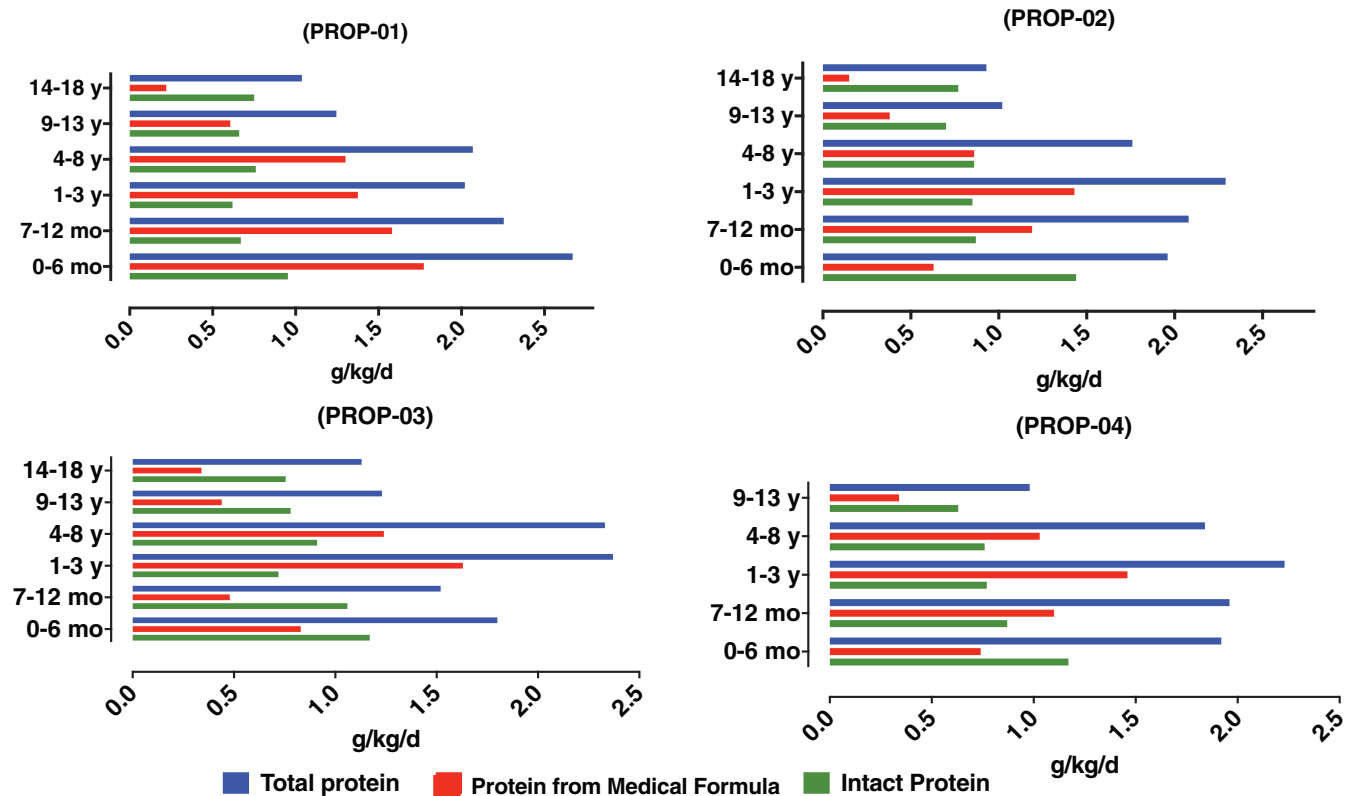 (PROP-01)
14-18 y
9-13 y
4-8 y
1-3 y
7-12 mo
0-6 mo
0.0 0.5 1.0 1.5 2.0 2.5
g/kg/d
(PROP-02)
14-18 y
9-13 y
4-8 y
1-3 y
7-12 mo
0-6 mo
0.0 0.5 1.0 1.5 2.0 2.5
g/kg/d
(PROP-03)
14-18 y
9-13 y
4-8 y
1-3 y
7-12 mo
0-6 mo
0.0 0.5 1.0 1.5 2.0 2.5
g/kg/d
(PROP-04)
9-13 y
4-8 y
1-3 y
7-12 mo
0-6 mo
0.0 0.5 1.0 1.5 2.0 2.5
g/kg/d
Total protein Protein from Medical Formula Intact Protein